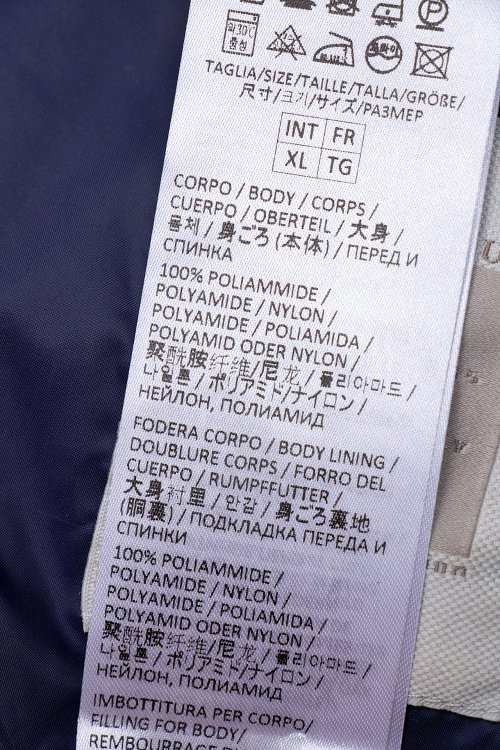 약 30℃
중성
TAGLIA/SIZE/TAILLE/TALLA/GRÖßE/
尺寸/크기/サイズ/РАЗМЕР
INT FR
XL TG
CORPO / BODY / CORPS /
CUERPO / OBERTEIL / 大身 /
몸체 / 身ごろ (本体) / ПЕРЕД И
СПИНКА
100% POLIAMMIDE /
POLYAMIDE / NYLON /
POLYAMIDE / POLIAMIDA /
POLYAMID ODER NYLON /
聚酰胺纤维/尼龙 / 폴리아마드 /
나일론 / ポリアミド/ナイロン /
НЕЙЛОН, ПОЛИАМИД
FODERA CORPO / BODY LINING /
DOUBLURE CORPS / FORRO DEL
CUERPO / RUMPFFUTTER /
大身衬里 / 안감 / 身ごろ裏地
(胴裏) / ПОДКЛАДКА ПЕРЕДА И
СПИНКИ
100% POLIAMMIDE /
POLYAMIDE / NYLON /
POLYAMIDE / POLIAMIDA /
POLYAMID ODER NYLON /
聚酰胺纤维/尼龙 / 폴리아마드 /
나일론 / ポリアミド/ナイロン /
НЕЙЛОН, ПОЛИАМИД
IMBOTTITURA PER CORPO/
FILLING FOR BODY/
REMBOURRAGE